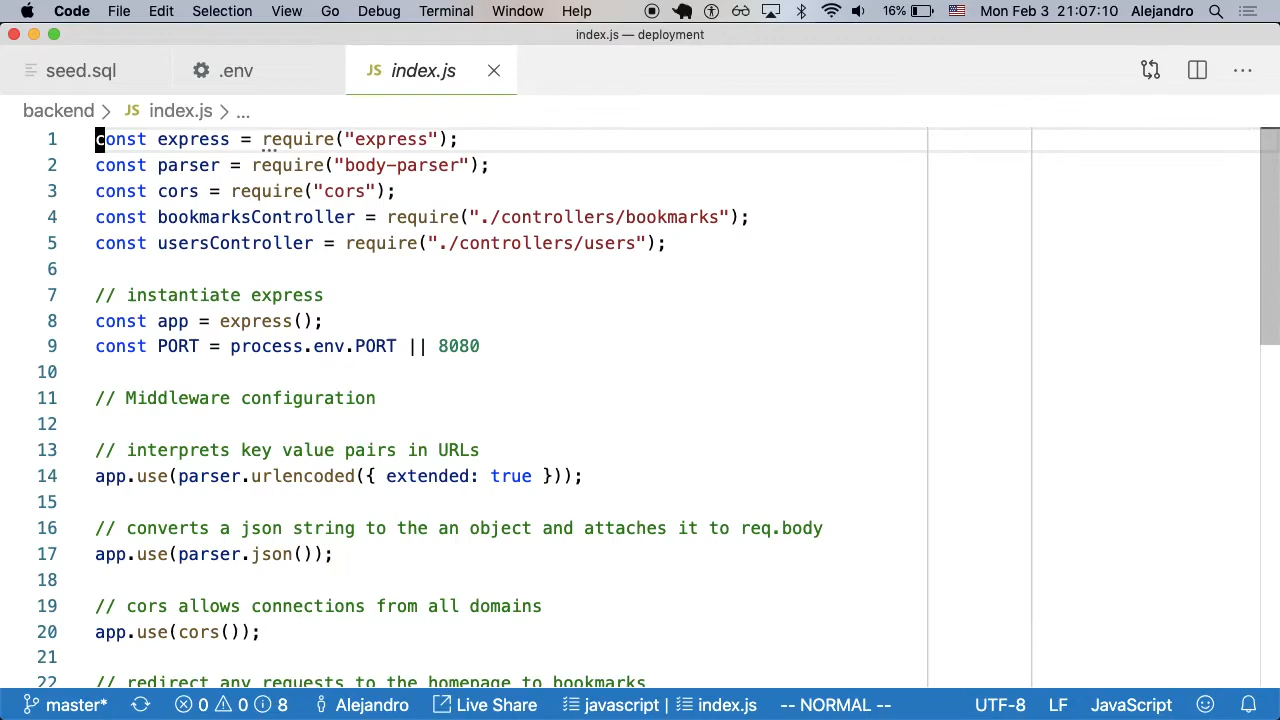 Code File Edit Selection View Go Debug Terminal Window Help 16% Mon Feb 3 21:07:10 Alejandro
index.js — deployment
seed.sql .env JS index.js
backend JS index.js ...
1 const express = require("express");
2 const parser = require("body-parser");
3 const cors = require("cors");
4 const bookmarksController = require("./controllers/bookmarks");
5 const usersController = require("./controllers/users");
6
7 // instantiate express
8 const app = express();
9 const PORT = process.env.PORT || 8080
10
11 // Middleware configuration
12
13 // interprets key value pairs in URLs
14 app.use(parser.urlencoded({ extended: true }));
15
16 // converts a json string to the an object and attaches it to req.body
17 app.use(parser.json());
18
19 // cors allows connections from all domains
20 app.use(cors());
21
22 // redirect any requests to the homepage to bookmarks
master* 0 0 8 Alejandro Live Share javascript | index.js -- NORMAL -- UTF-8 LF JavaScript